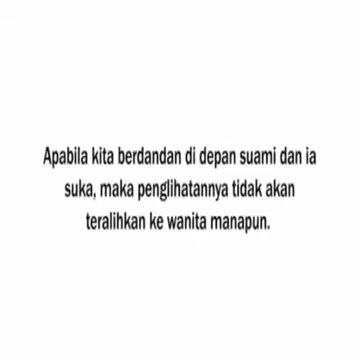 Apabila kita berdandan di depan suami dan ia
suka, maka penglihatannya tidak akan
teralihkan ke wanita manapun.